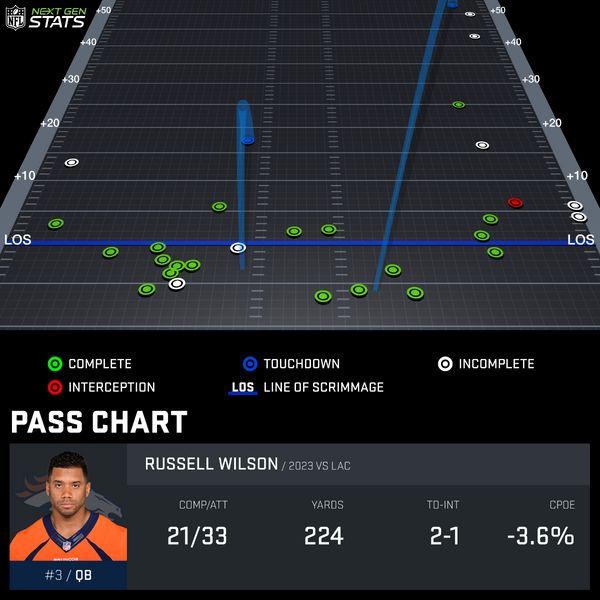 NFL NEXT GEN STATS
+50 +50
+40 +40
+30 +30
+20 +20
+10 +10
LOS LOS
COMPLETE TOUCHDOWN INCOMPLETE
INTERCEPTION LOS LINE OF SCRIMMAGE
PASS CHART
RUSSELL WILSON / 2023 VS LAC
COMP/ATT YARDS TD-INT CPOE
21/33 224 2-1 -3.6%
#3 / QB